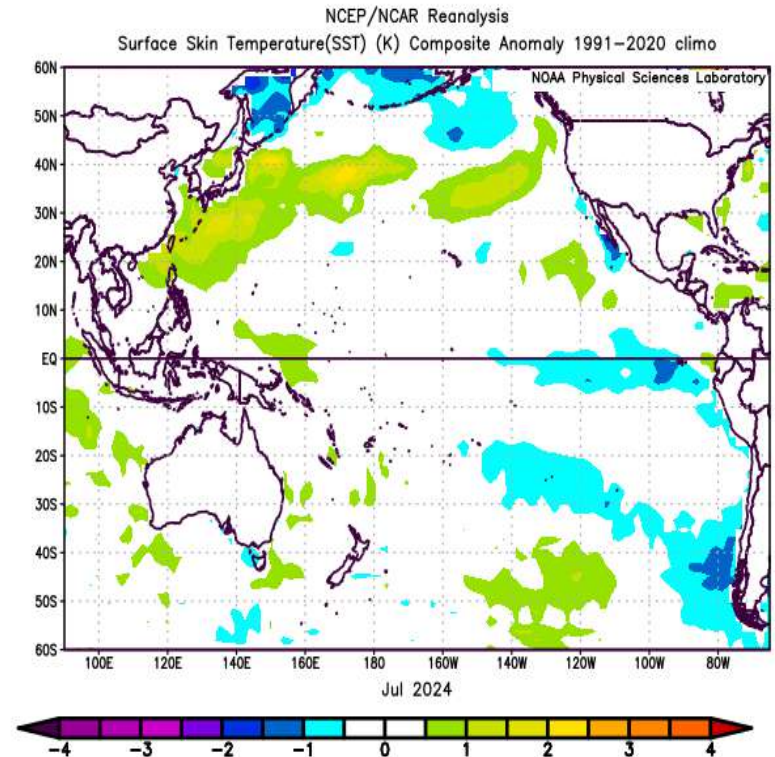 NCEP/NCAR Reanalysis
Surface Skin Temperature(SST) (K) Composite Anomaly 1991-2020 climo
NOAA Physical Sciences Laboratory
60N
50N
40N
30N
20N
10N
EQ
10S
20S
30S
40S
50S
60S
100E 120E 140E 160E 180 160W 140W 120W 100W 80W
Jul 2024
-4 -3 -2 -1 0 1 2 3 4